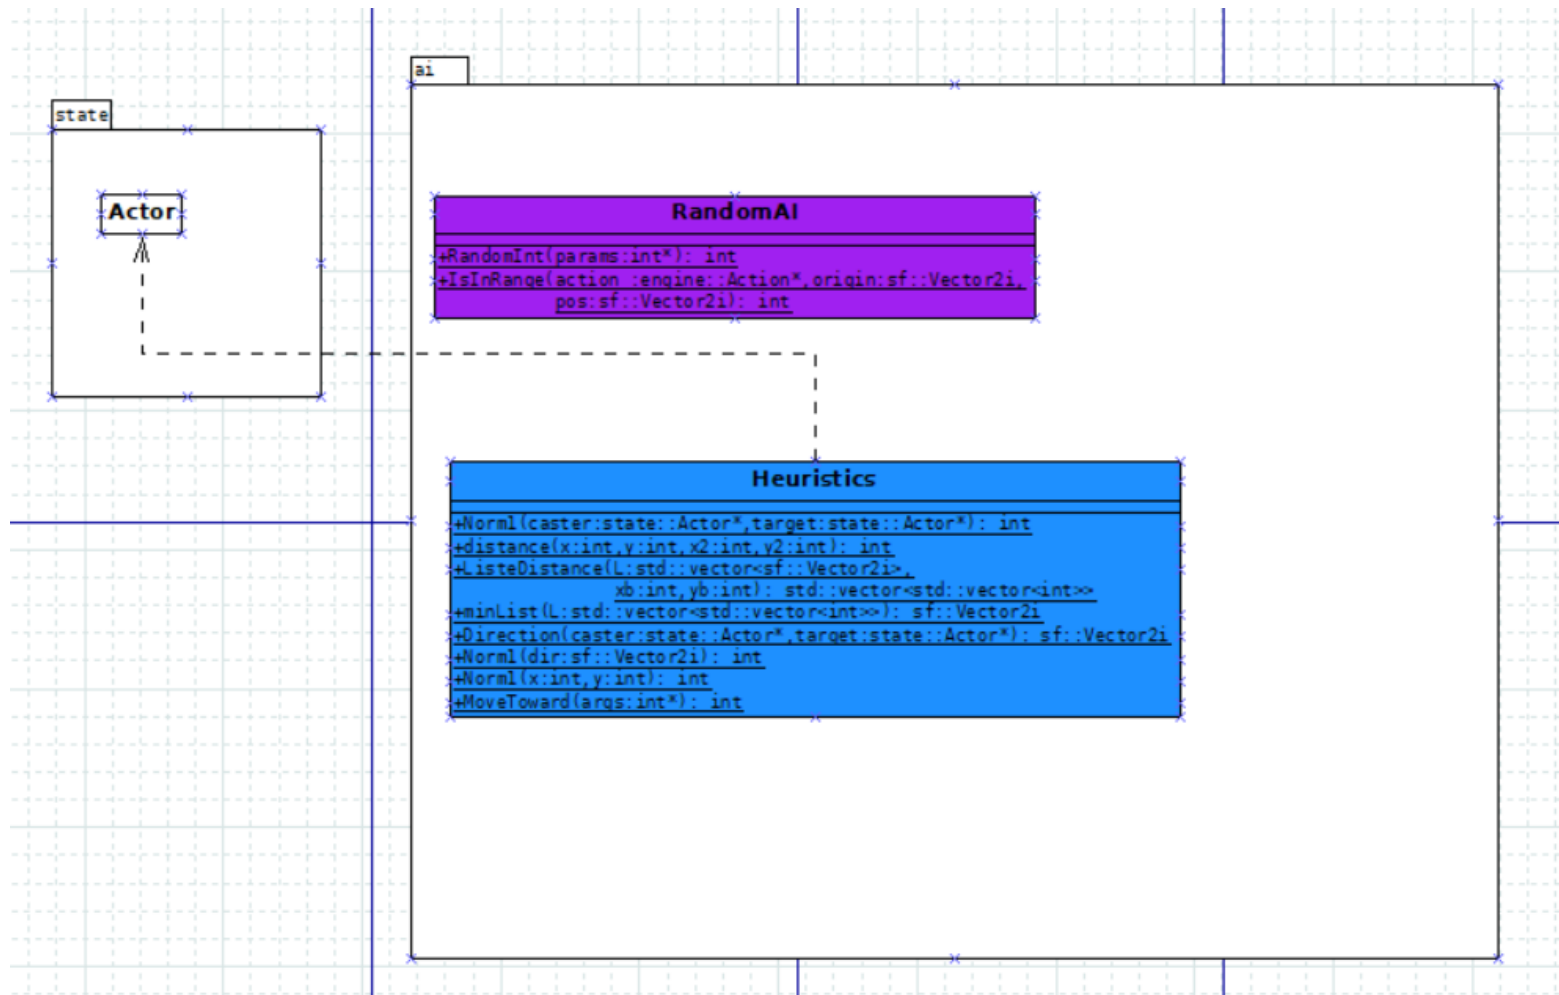 ai
state
Actor
RandomAI
+RandomInt(params:int*): int
+IsInRange(action :engine::Action*,origin:sf::Vector2i,
pos:sf::Vector2i): int
Heuristics
+Norm1(caster:state::Actor*,target:state::Actor*): int
+distance(x:int,y:int,x2:int,y2:int): int
+ListeDistance(L:std::vector<sf::Vector2i>,
xb:int,yb:int): std::vector<std::vector<int>>
+minList(L:std::vector<std::vector<int>>): sf::Vector2i
+Direction(caster:state::Actor*,target:state::Actor*): sf::Vector2i
+Norm1(dir:sf::Vector2i): int
+Norm1(x:int,y:int): int
+MoveToward(args:int*): int